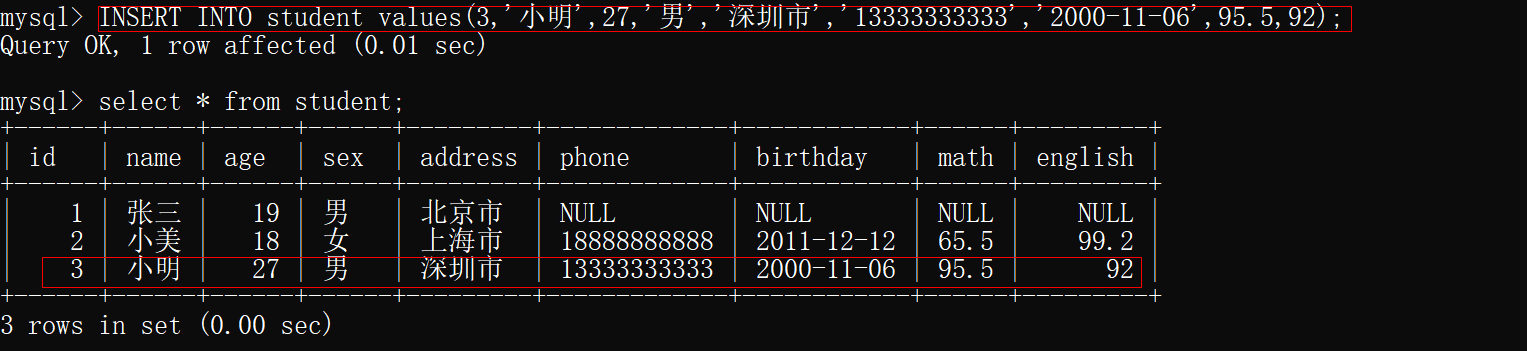 mysql> INSERT INTO student values(3,'小明',27,'男','深圳市','13333333333','2000-11-06',95.5,92);
Query OK, 1 row affected (0.01 sec)
mysql> select * from student;
+------+------+------+------+---------+-------------+------------+------+---------+
| id | name | age | sex | address | phone | birthday | math | english |
+------+------+------+------+---------+-------------+------------+------+---------+
| 1 | 张三 | 19 | 男 | 北京市 | NULL | NULL | NULL | NULL |
| 2 | 小美 | 18 | 女 | 上海市 | 18888888888 | 2011-12-12 | 65.5 | 99.2 |
| 3 | 小明 | 27 | 男 | 深圳市 | 13333333333 | 2000-11-06 | 95.5 | 92 |
+------+------+------+------+---------+-------------+------------+------+---------+
3 rows in set (0.00 sec)